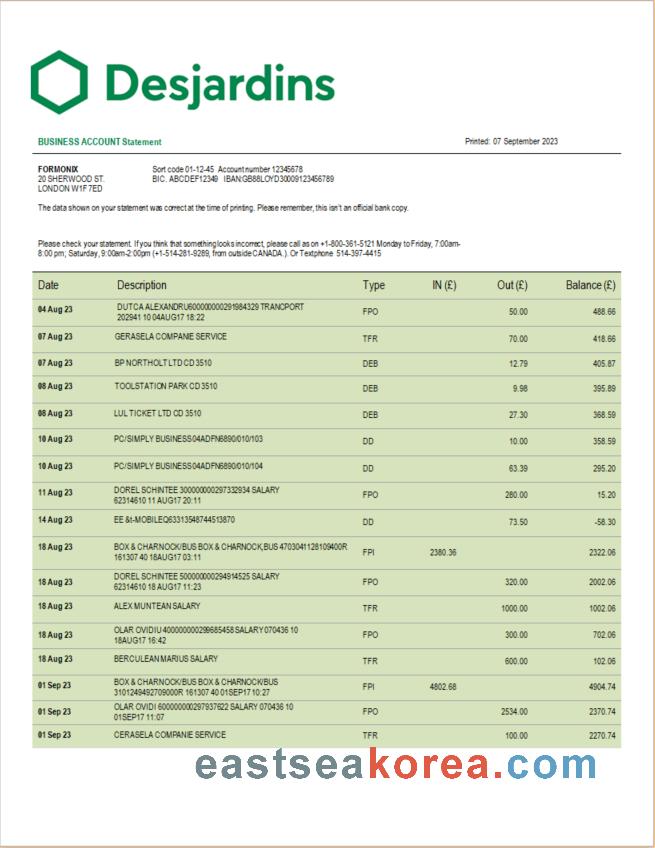 Desjardins
BUSINESS ACCOUNT Statement Printed: 07 September 2023
FORMONIX Sort code 01-12-45 Account number 12345678
20 SHERWOOD ST. BIC. ABCDEF12349 IBAN:GB88LOYD30009123456789
LONDON W1F 7ED
The data shown on your statement was correct at the time of printing. Please remember, this isn't an official bank copy.
Please check your statement. If you think that something looks incorrect, please call as on +1-800-361-5121 Monday to Friday, 7:00am-
8:00 pm; Saturday, 9:00am-2:00pm (+1-514-281-9289, from outside CANADA.). Or Textphone 514-397-4415
Date Description Type IN (£) Out (£) Balance (£)
04 Aug 23 DUTCA ALEXANDRU600000000291984329 TRANCPORT
202941 10 04AUG17 18:22 FPO 50.00 488.66
07 Aug 23 GERASELA COMPANIE SERVICE TFR 70.00 418.66
07 Aug 23 BP NORTHOLT LTD CD 3510 DEB 12.79 405.87
08 Aug 23 TOOLSTATION PARK CD 3510 DEB 9.98 395.89
08 Aug 23 LUL TICKET LTD CD 3510 DEB 27.30 368.59
10 Aug 23 PC/SIMPLY BUSINESS04ADFN6890/010/103 DD 10.00 358.59
10 Aug 23 PC/SIMPLY BUSINESS04ADFN6890/010/104 DD 63.39 295.20
11 Aug 23 DOREL SCHINTEE 300000000297332934 SALARY
62314610 11 AUG17 20:11 FPO 280.00 15.20
14 Aug 23 EE &t-MOBILEQ63313548744513870 DD 73.50 -58.30
18 Aug 23 BOX & CHARNOCK/BUS BOX & CHARNOCK,BUS 4703041128109400R
161307 40 18AUG17 03:11 FPI 2380.36 2322.06
18 Aug 23 DOREL SCHINTEE 500000000294914525 SALARY
62314610 18 AUG17 11:23 FPO 320.00 2002.06
18 Aug 23 ALEX MUNTEAN SALARY TFR 1000.00 1002.06
18 Aug 23 OLAR OVIDIU 400000000299685458 SALARY 070436 10
18AUG17 16:42 FPO 300.00 702.06
18 Aug 23 BERCULEAN MARIUS SALARY TFR 600.00 102.06
01 Sep 23 BOX & CHARNOCK/BUS BOX & CHARNOCK/BUS
3101249492709000R 161307 40 01SEP17 10:27 FPI 4802.68 4904.74
01 Sep 23 OLAR OVIDI 600000000297937622 SALARY 070436 10
01SEP17 11:07 FPO 2534.00 2370.74
01 Sep 23 CERASELA COMPANIE SERVICE TFR 100.00 2270.74
eastseakorea.com